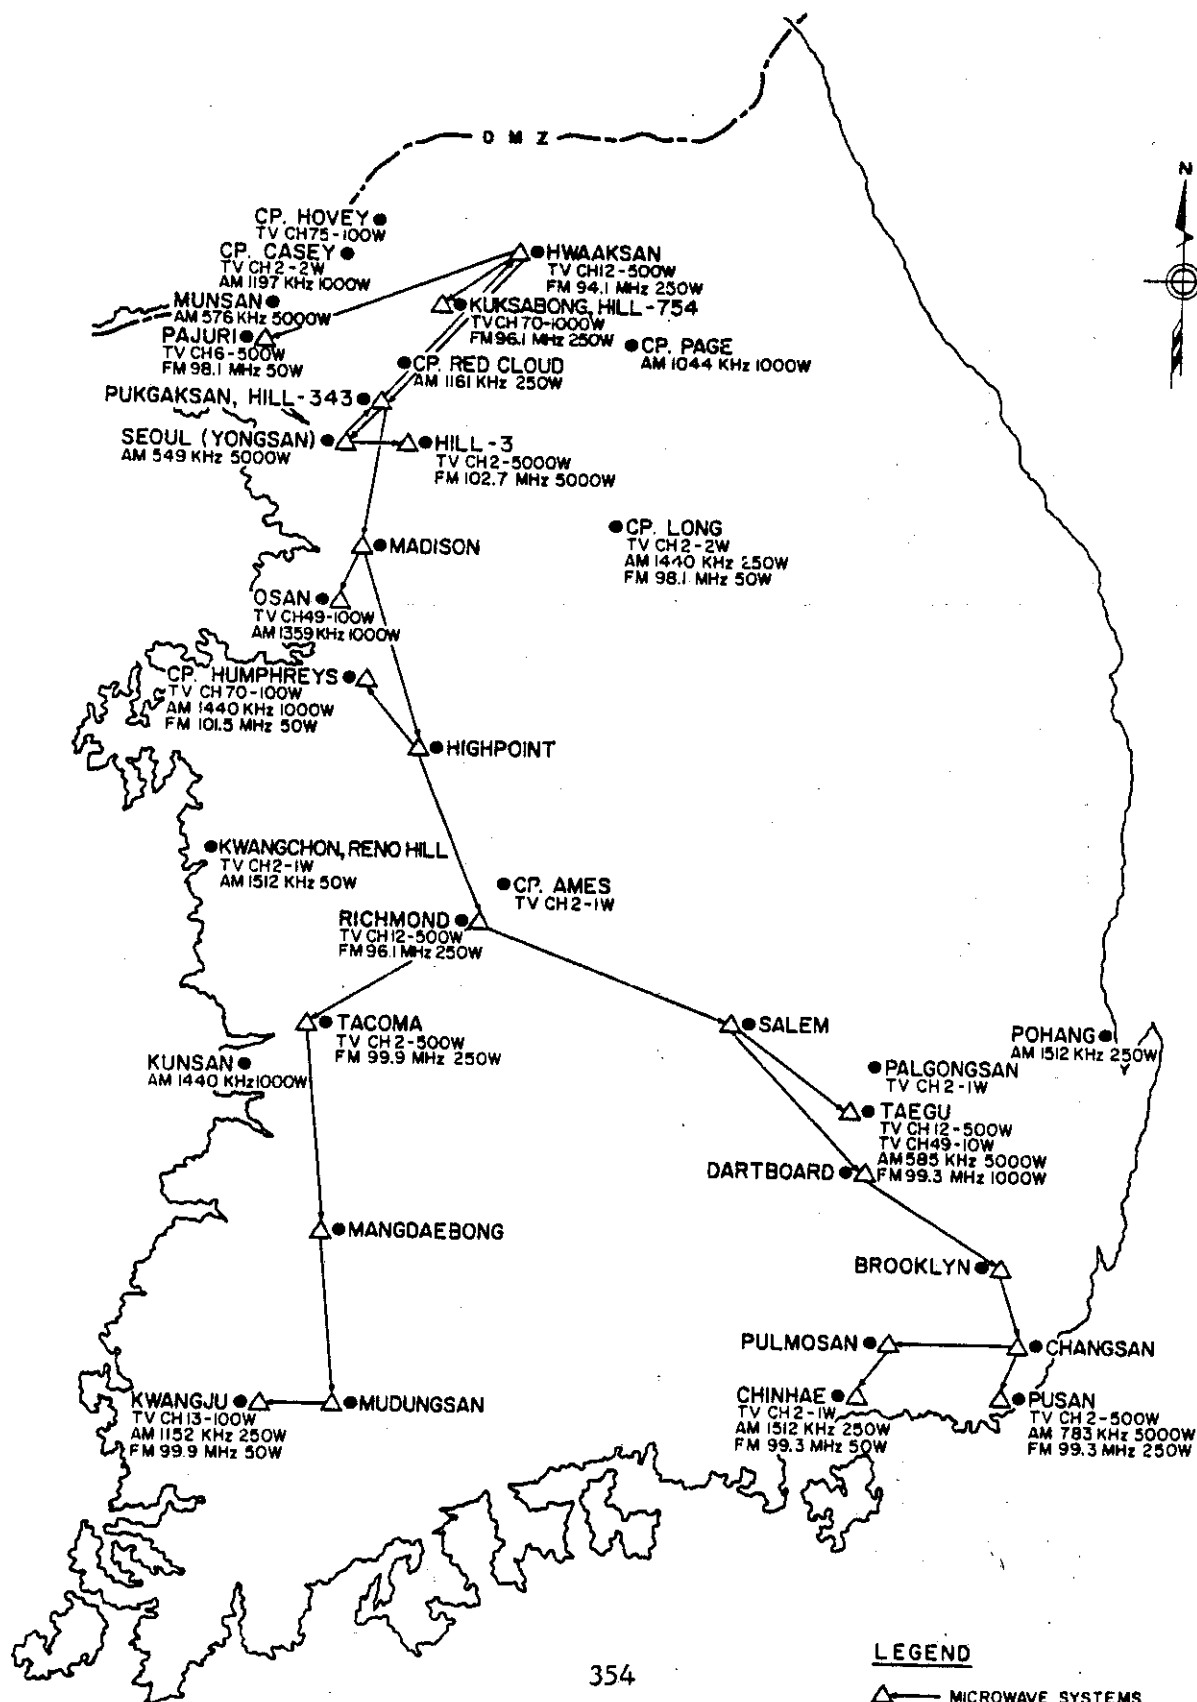 D M Z
N
CP. HOVEY
TV CH75-100W
CP. CASEY
TV CH2-2W
AM 1197 KHz 1000W
HWAAKSAN
TV CH12-500W
FM 94.1 MHz 250W
MUNSAN
AM 576 KHz 5000W
KUKSABONG, HILL-754
TV CH 70-1000W
FM 96.1 MHz 250W
PAJURI
TV CH6-500W
FM 98.1 MHz 50W
CP. PAGE
AM 1044 KHz 1000W
CP. RED CLOUD
AM 1161 KHz 250W
PUKGAKSAN, HILL-343
SEOUL (YONGSAN)
AM 549 KHz 5000W
HILL-3
TV CH2-5000W
FM 102.7 MHz 5000W
CP. LONG
TV CH2-2W
AM 1440 KHz 250W
FM 98.1 MHz 50W
MADISON
OSAN
TV CH49-100W
AM 1359 KHz 1000W
CP. HUMPHREYS
TV CH 70-100W
AM 1440 KHz 1000W
FM 101.5 MHz 50W
HIGHPOINT
KWANGCHON, RENO HILL
TV CH2-1W
AM 1512 KHz 50W
CP. AMES
TV CH2-1W
RICHMOND
TV CH12-500W
FM 96.1 MHz 250W
TACOMA
TV CH 2-500W
FM 99.9 MHz 250W
SALEM
POHANG
AM 1512 KHz 250W
KUNSAN
AM 1440 KHz 1000W
PALGONGSAN
TV CH2-1W
TAEGU
TV CH 12-500W
TV CH49-10W
AM 585 KHz 5000W
FM 99.3 MHz 1000W
DARTBOARD
MANGDAEBONG
BROOKLYN
PULMOSAN
CHANGSAN
KWANGJU
TV CH 13-100W
AM 1152 KHz 250W
FM 99.9 MHz 50W
MUDUNGSAN
CHINHAE
TV CH 2-1W
AM 1512 KHz 250W
FM 99.3 MHz 50W
PUSAN
TV CH 2-500W
AM 783 KHz 5000W
FM 99.3 MHz 250W
354
LEGEND
MICROWAVE SYSTEMS